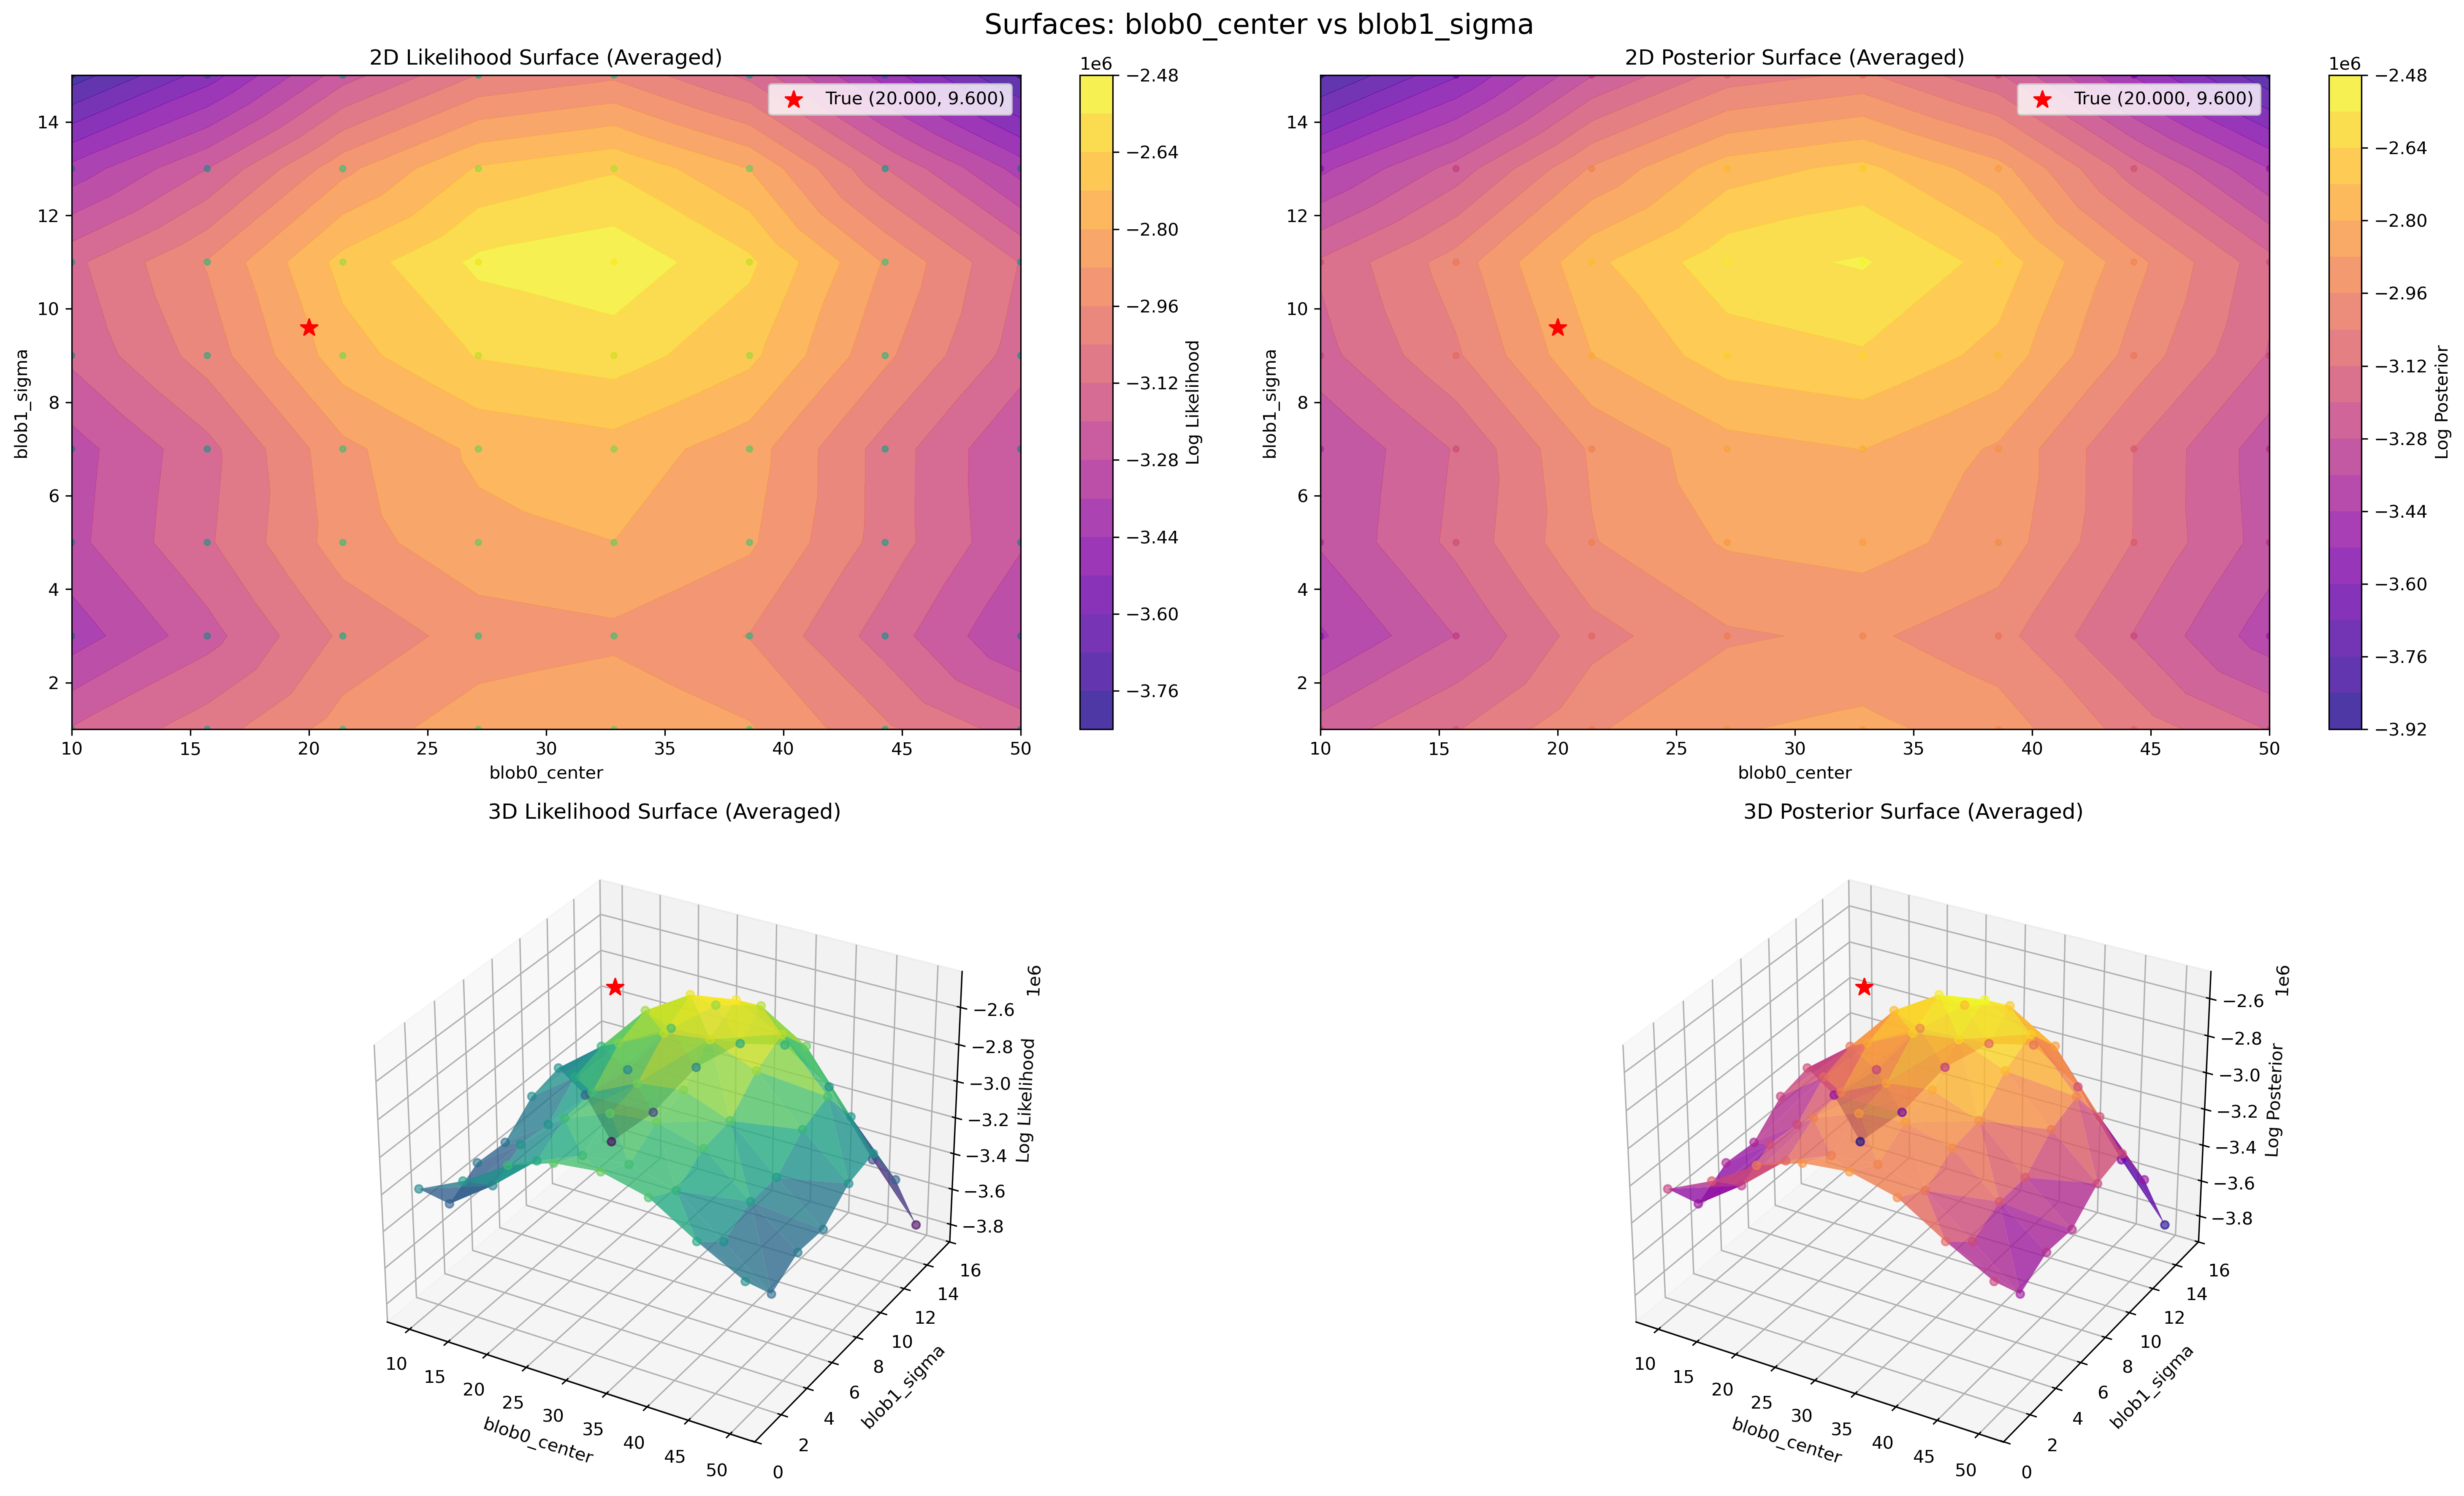 Surfaces: blob0_center vs blob1_sigma
2D Likelihood Surface (Averaged)
True (20.000, 9.600)
14
12
10
8
6
4
2
blob1_sigma
10 15 20 25 30 35 40 45 50
blob0_center
1e6
−2.48
−2.64
−2.80
−2.96
−3.12
−3.28
−3.44
−3.60
−3.76
Log Likelihood
2D Posterior Surface (Averaged)
True (20.000, 9.600)
14
12
10
8
6
4
2
blob1_sigma
10 15 20 25 30 35 40 45 50
blob0_center
1e6
−2.48
−2.64
−2.80
−2.96
−3.12
−3.28
−3.44
−3.60
−3.76
−3.92
Log Posterior
3D Likelihood Surface (Averaged)
1e6
−2.6
−2.8
−3.0
−3.2
−3.4
−3.6
−3.8
Log Likelihood
16
14
12
10
8
6
4
2
0
blob1_sigma
10 15 20 25 30 35 40 45 50
blob0_center
3D Posterior Surface (Averaged)
1e6
−2.6
−2.8
−3.0
−3.2
−3.4
−3.6
−3.8
Log Posterior
16
14
12
10
8
6
4
2
0
blob1_sigma
10 15 20 25 30 35 40 45 50
blob0_center